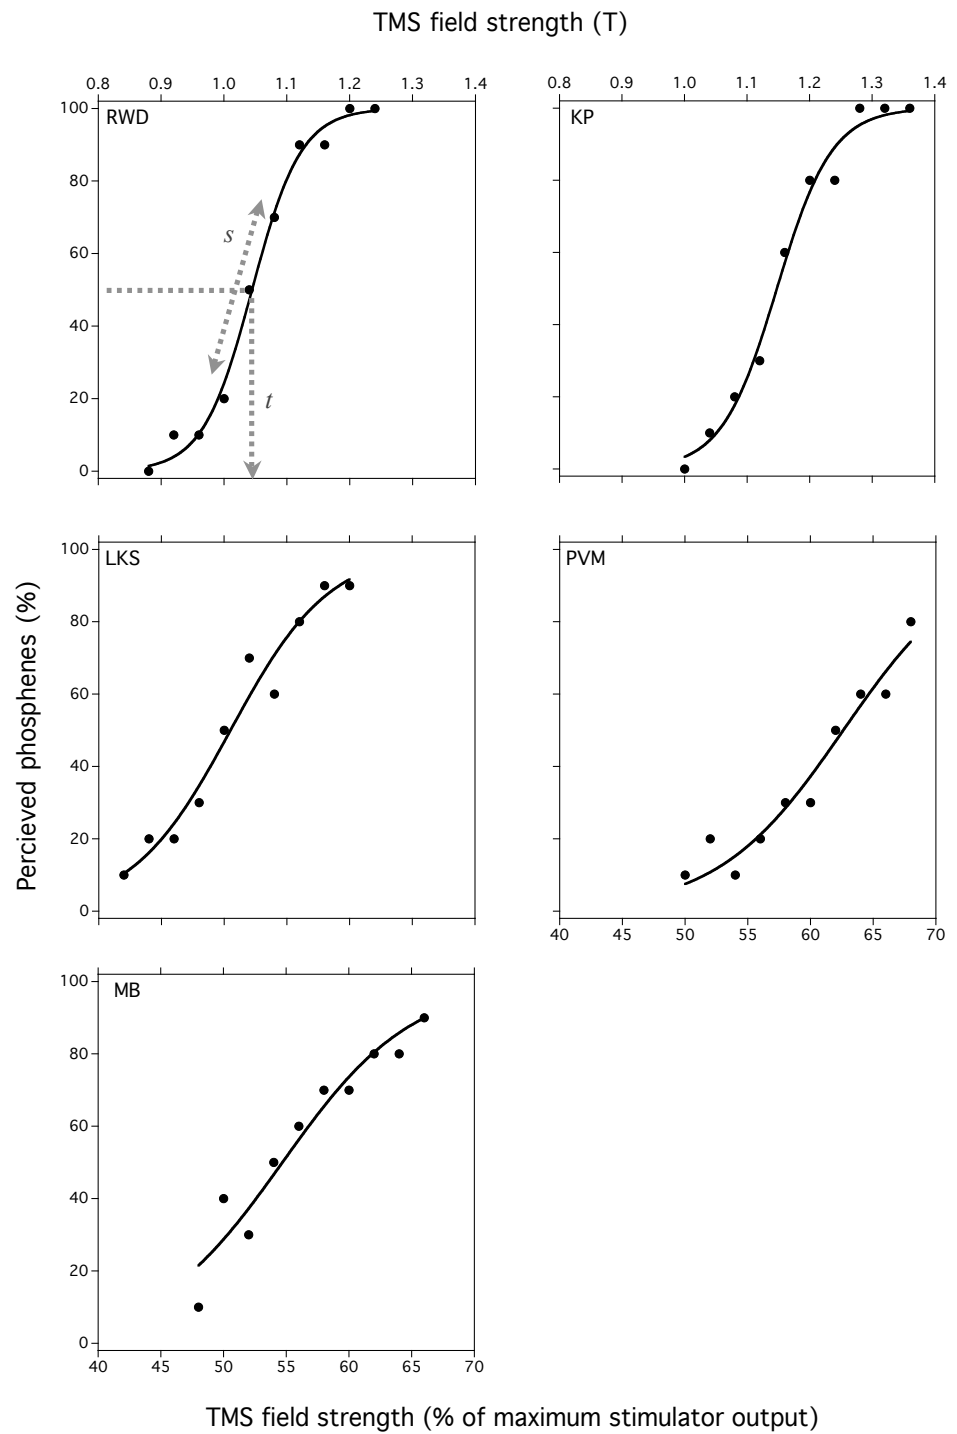 TMS field strength (T)
0.8 0.9 1.0 1.1 1.2 1.3 1.4
0.8 0.9 1.0 1.1 1.2 1.3 1.4
RWD
KP
100
80
60
40
20
0
s
t
LKS
PVM
100
80
60
40
20
0
40 45 50 55 60 65 70
Percieved phosphenes (%)
MB
100
80
60
40
20
0
40 45 50 55 60 65 70
TMS field strength (% of maximum stimulator output)